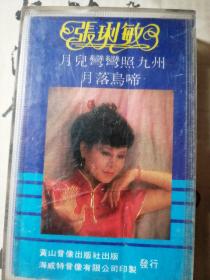 張琍敏
月兒彎彎照九州
月落烏啼
黃山音像出版社出版
海威特音像有限公司印製
發行